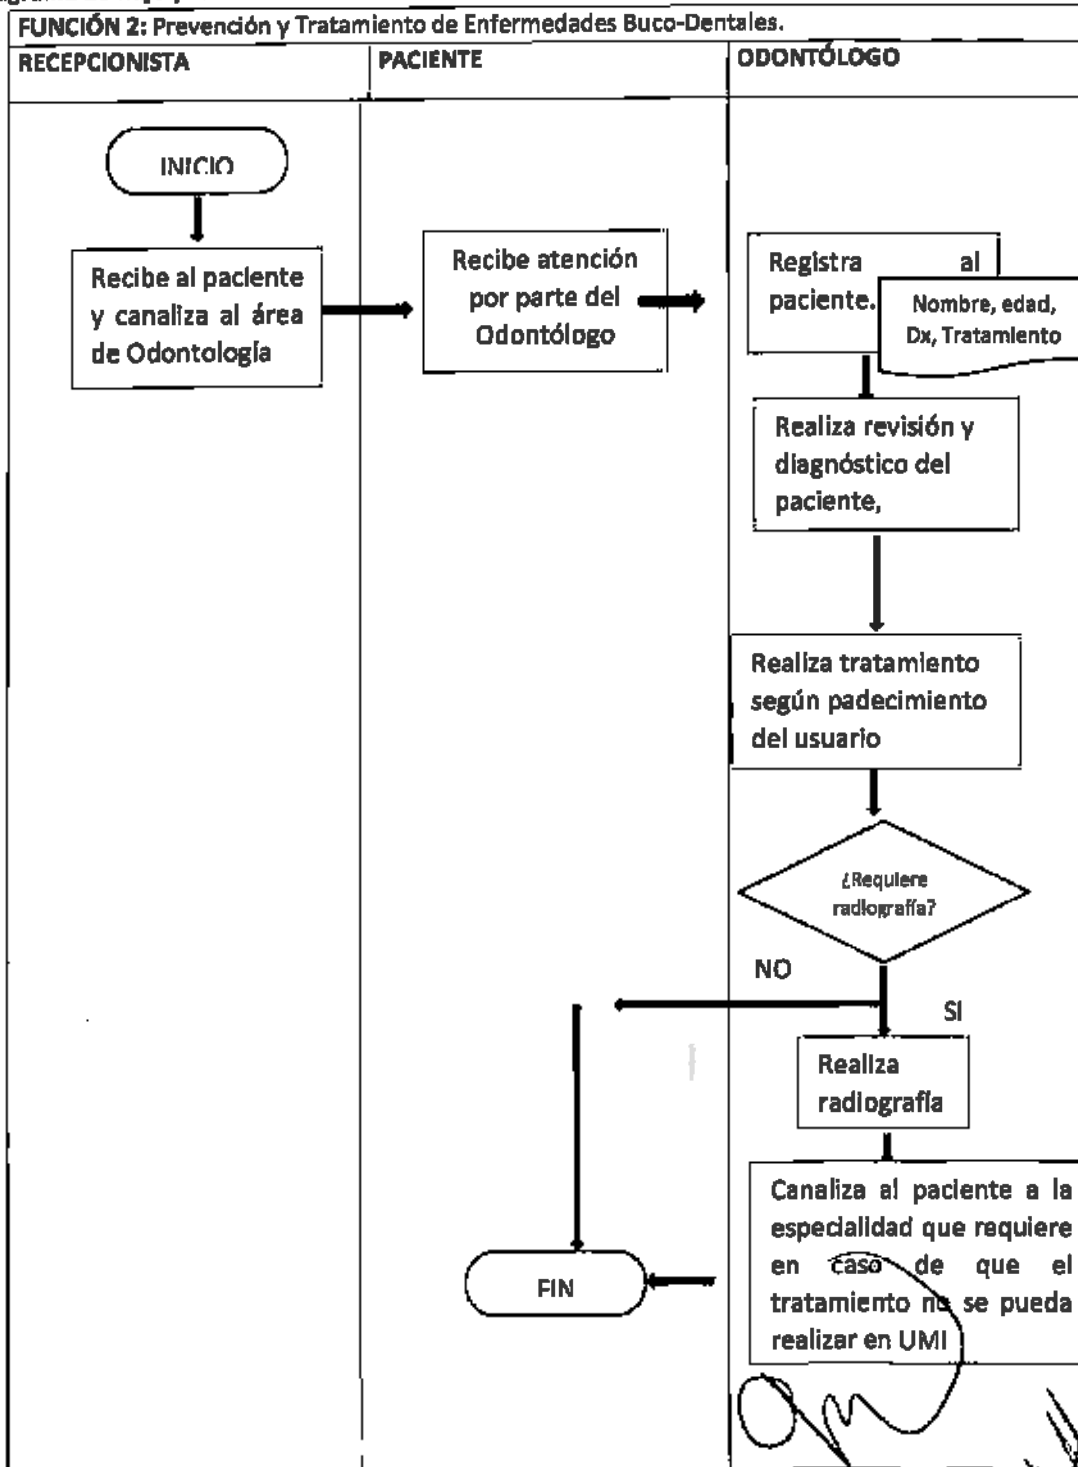 FUNCIÓN 2: Prevención y Tratamiento de Enfermedades Buco-Dentales.
RECEPCIONISTA
PACIENTE
ODONTÓLOGO
INICIO
Recibe al paciente
y canaliza al área
de Odontología
Recibe atención
por parte del
Odontólogo
Registra al
paciente.
Nombre, edad,
Dx, Tratamiento
Realiza revisión y
diagnóstico del
paciente,
Realiza tratamiento
según padecimiento
del usuario
¿Requiere
radiografía?
NO
SI
Realiza
radiografía
Canaliza al paciente a la
especialidad que requiere
en caso de que el
tratamiento no se pueda
realizar en UMI
FIN